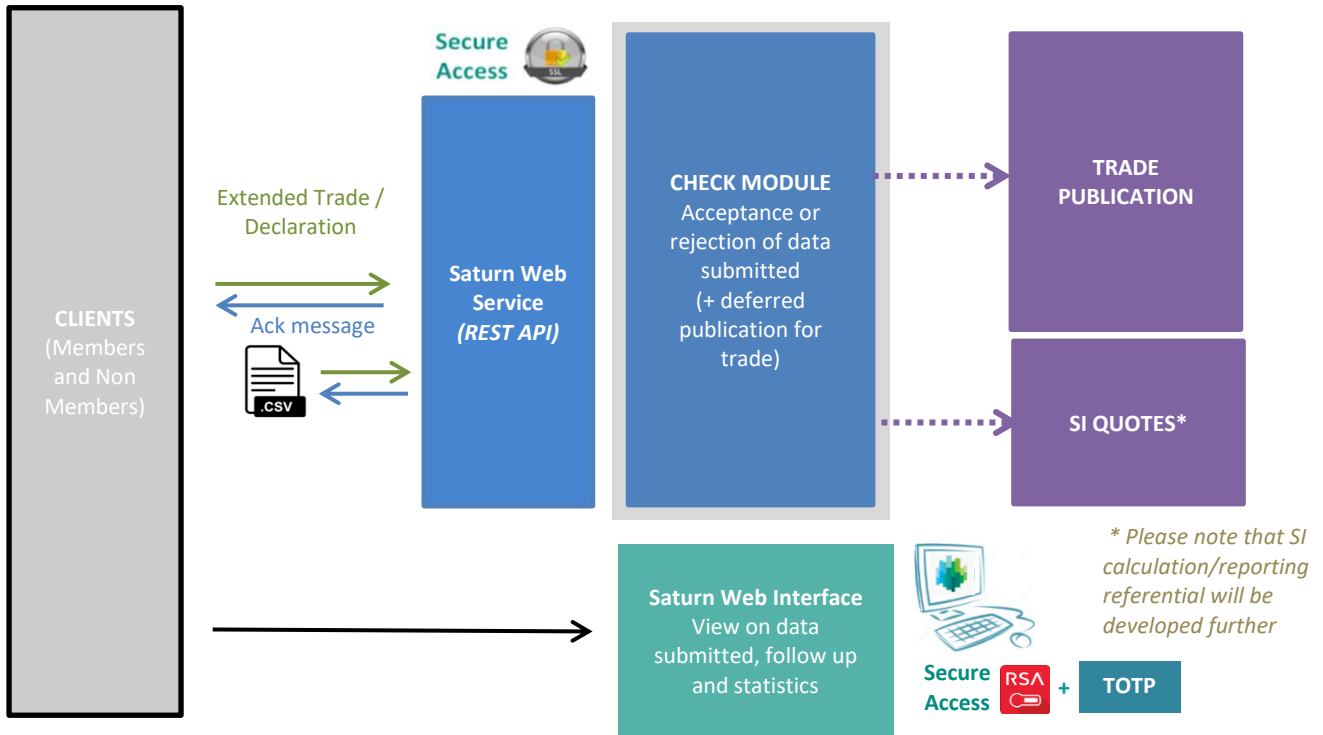 CLIENTS
(Members
and Non
Members)
Extended Trade /
Declaration
Ack message
.CSV
Secure
Access
SSL
Saturn Web
Service
(REST API)
CHECK MODULE
Acceptance or
rejection of data
submitted
(+ deferred
publication for
trade)
TRADE
PUBLICATION
SI QUOTES*
* Please note that SI
calculation/reporting
referential will be
developed further
Saturn Web Interface
View on data
submitted, follow up
and statistics
Secure
Access
RSA
+
TOTP